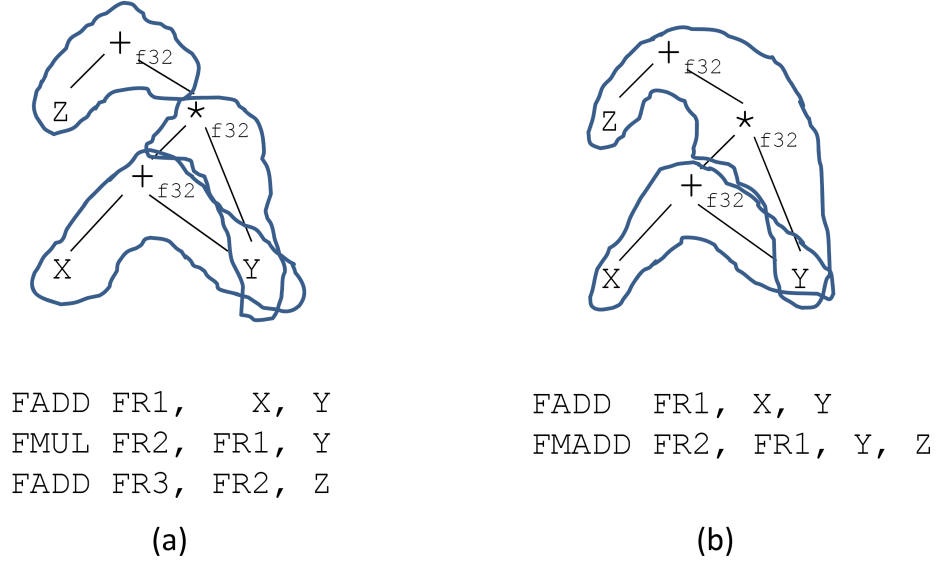 + f32
Z
* f32
+ f32
X Y
FADD FR1, X, Y
FMUL FR2, FR1, Y
FADD FR3, FR2, Z
(a)
+ f32
Z
* f32
+ f32
X Y
FADD FR1, X, Y
FMADD FR2, FR1, Y, Z
(b)